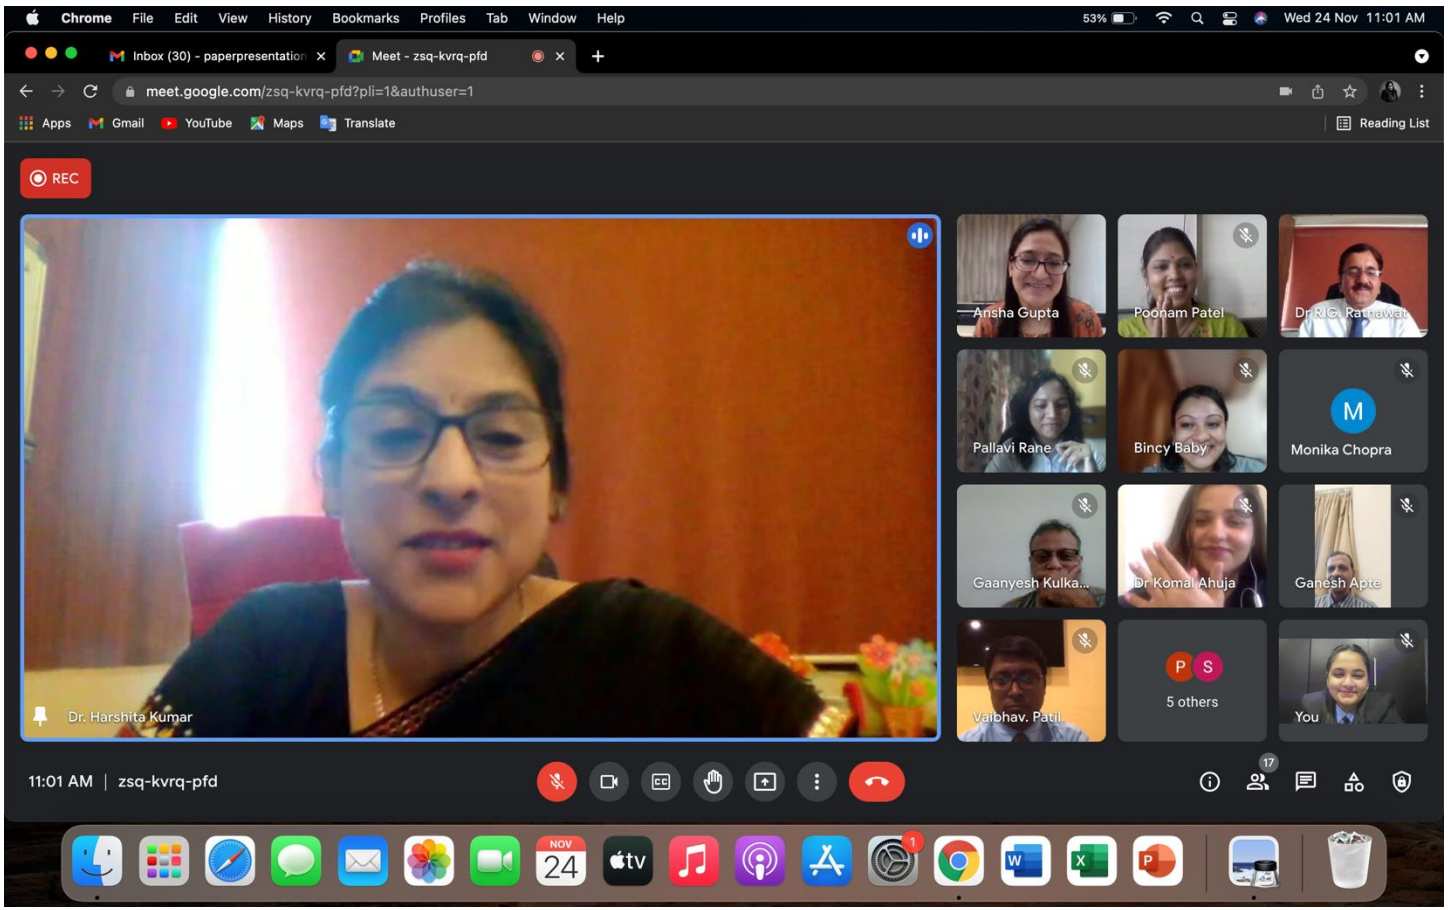 Chrome File Edit View History Bookmarks Profiles Tab Window Help 53% Wed 24 Nov 11:01 AM
Inbox (30) - paperpresentation Meet - zsq-kvrq-pfd
meet.google.com/zsq-kvrq-pfd?pli=1&authuser=1
Apps Gmail YouTube Maps Translate Reading List
REC
Ansha Gupta Poonam Patel Dr R.G. Ratnawat
Pallavi Rane Bincy Baby M Monika Chopra
Gaanyesh Kulka... Dr Komal Ahuja Ganesh Apte
Vaibhav. Patil P S 5 others You
Dr. Harshita Kumar
11:01 AM | zsq-kvrq-pfd CC 17
NOV
24 tv 1 W X P